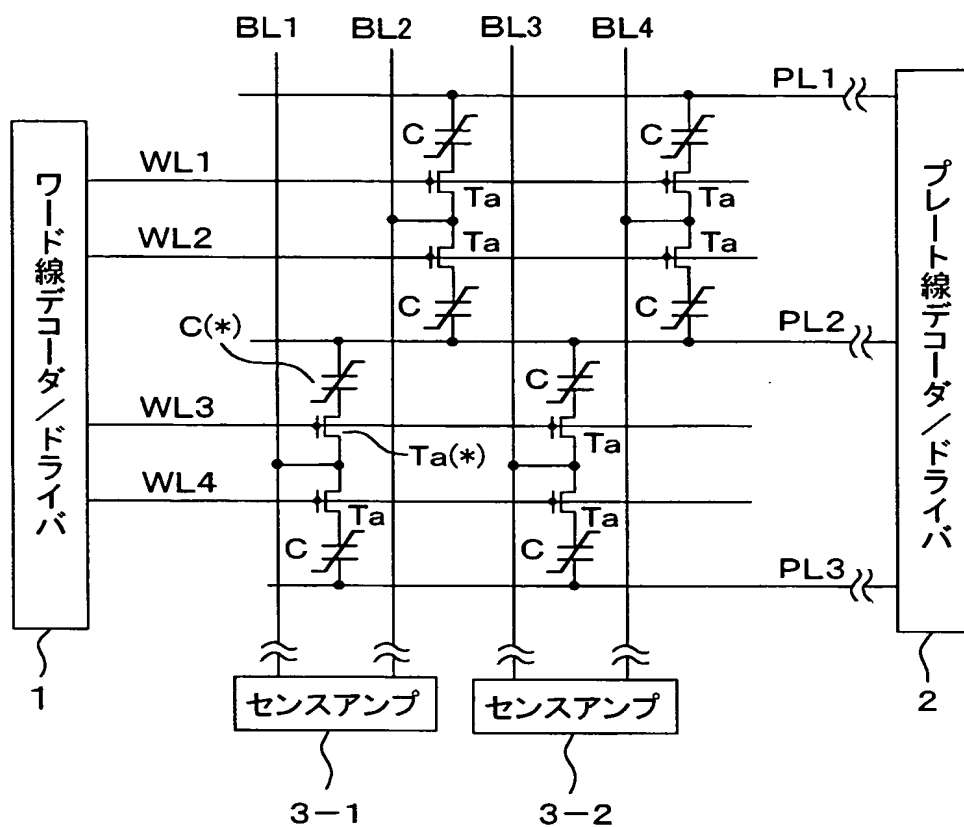 BL1 BL2 BL3 BL4
PL1
C C
WL1
Ta Ta
WL2
Ta Ta
C C
PL2
C(*)
C
WL3
Ta(*)
Ta
WL4
Ta Ta
C C
PL3
ワード線デコーダ/ドライバ
プレート線デコーダ/ドライバ
センスアンプ センスアンプ
1
2
3-1 3-2